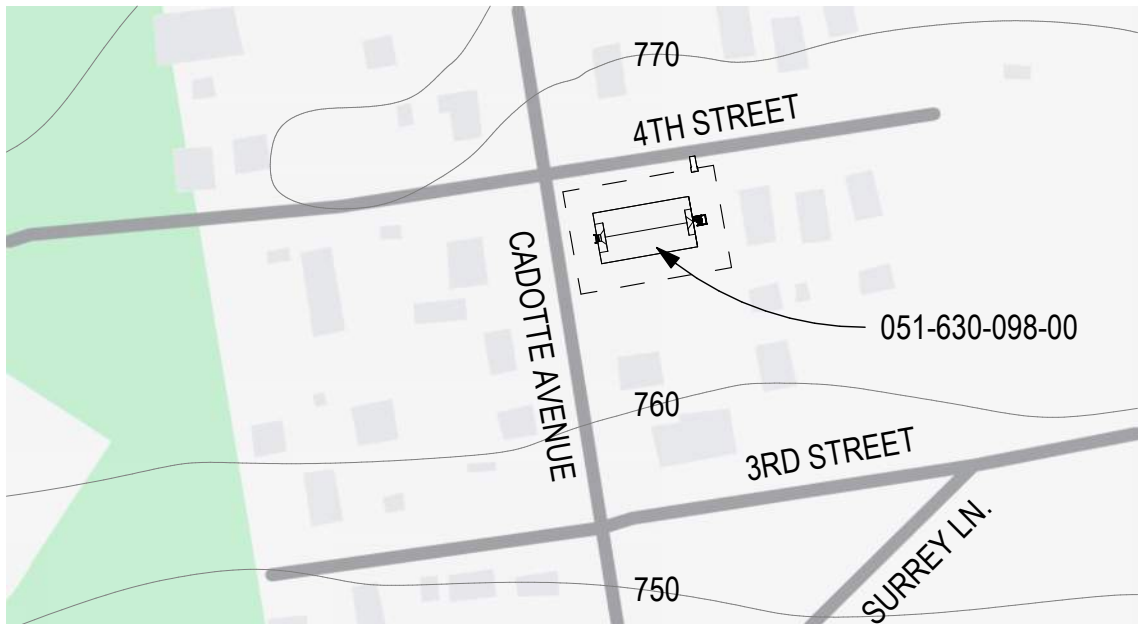 770
4TH STREET
CADOTTE AVENUE
051-630-098-00
760
3RD STREET
SURREY LN.
750